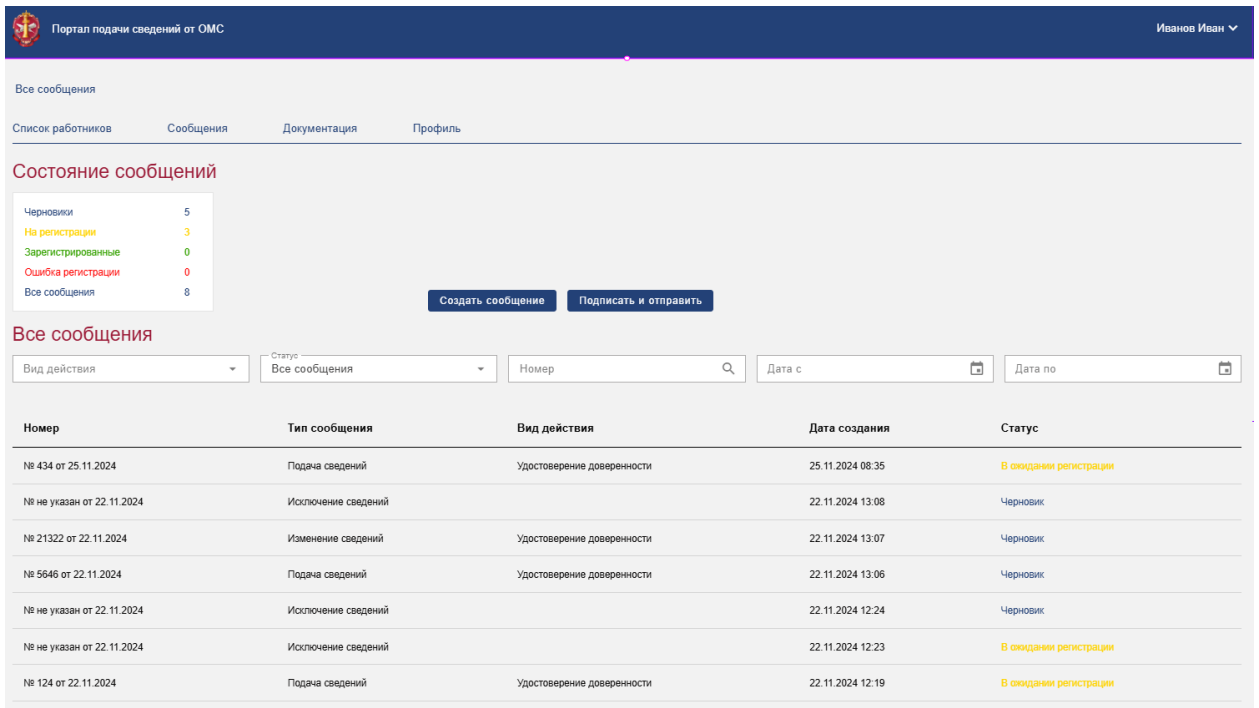 Портал подачи сведений от ОМС Иванов Иван
Все сообщения
Список работников Сообщения Документация Профиль
Состояние сообщений
Черновики 5
На регистрации 3
Зарегистрированные 0
Ошибка регистрации 0
Все сообщения 8
Создать сообщение Подписать и отправить
Все сообщения
Статус
Вид действия Все сообщения Номер Дата с Дата по
Номер Тип сообщения Вид действия Дата создания Статус
№ 434 от 25.11.2024 Подача сведений Удостоверение доверенности 25.11.2024 08:35 В ожидании регистрации
№ не указан от 22.11.2024 Исключение сведений 22.11.2024 13:08 Черновик
№ 21322 от 22.11.2024 Изменение сведений Удостоверение доверенности 22.11.2024 13:07 Черновик
№ 5646 от 22.11.2024 Подача сведений Удостоверение доверенности 22.11.2024 13:06 Черновик
№ не указан от 22.11.2024 Исключение сведений 22.11.2024 12:24 Черновик
№ не указан от 22.11.2024 Исключение сведений 22.11.2024 12:23 В ожидании регистрации
№ 124 от 22.11.2024 Подача сведений Удостоверение доверенности 22.11.2024 12:19 В ожидании регистрации